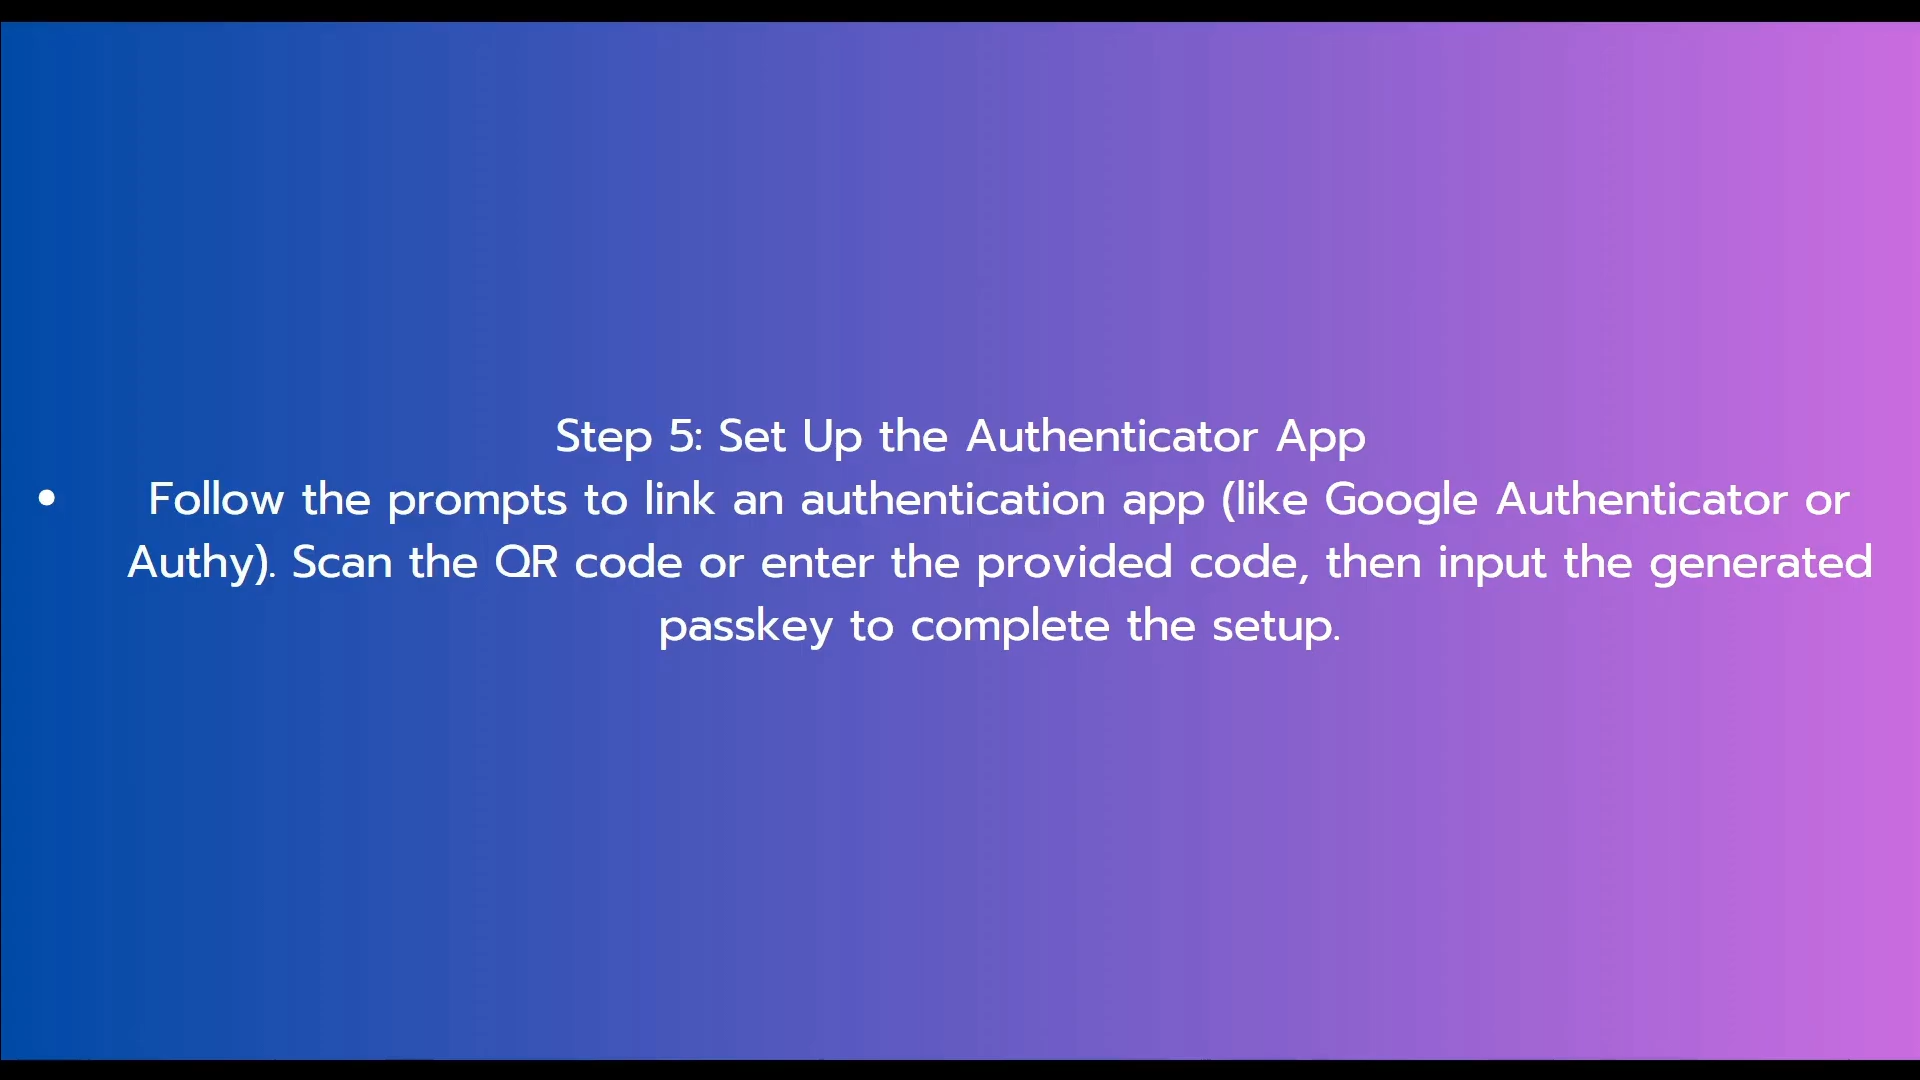 Step 5: Set Up the Authenticator App
• Follow the prompts to link an authentication app (like Google Authenticator or
Authy). Scan the QR code or enter the provided code, then input the generated
passkey to complete the setup.